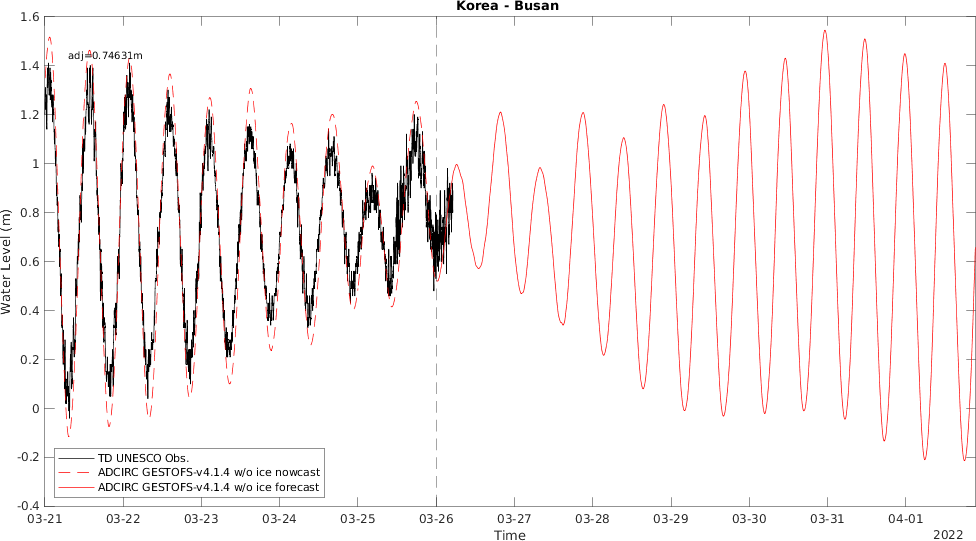 Korea - Busan
adj=0.74631m
Water Level (m)
1.6
1.4
1.2
1
0.8
0.6
0.4
0.2
0
-0.2
-0.4
TD UNESCO Obs.
ADCIRC GESTOFS-v4.1.4 w/o ice nowcast
ADCIRC GESTOFS-v4.1.4 w/o ice forecast
03-21 03-22 03-23 03-24 03-25 03-26 03-27 03-28 03-29 03-30 03-31 04-01
Time
2022